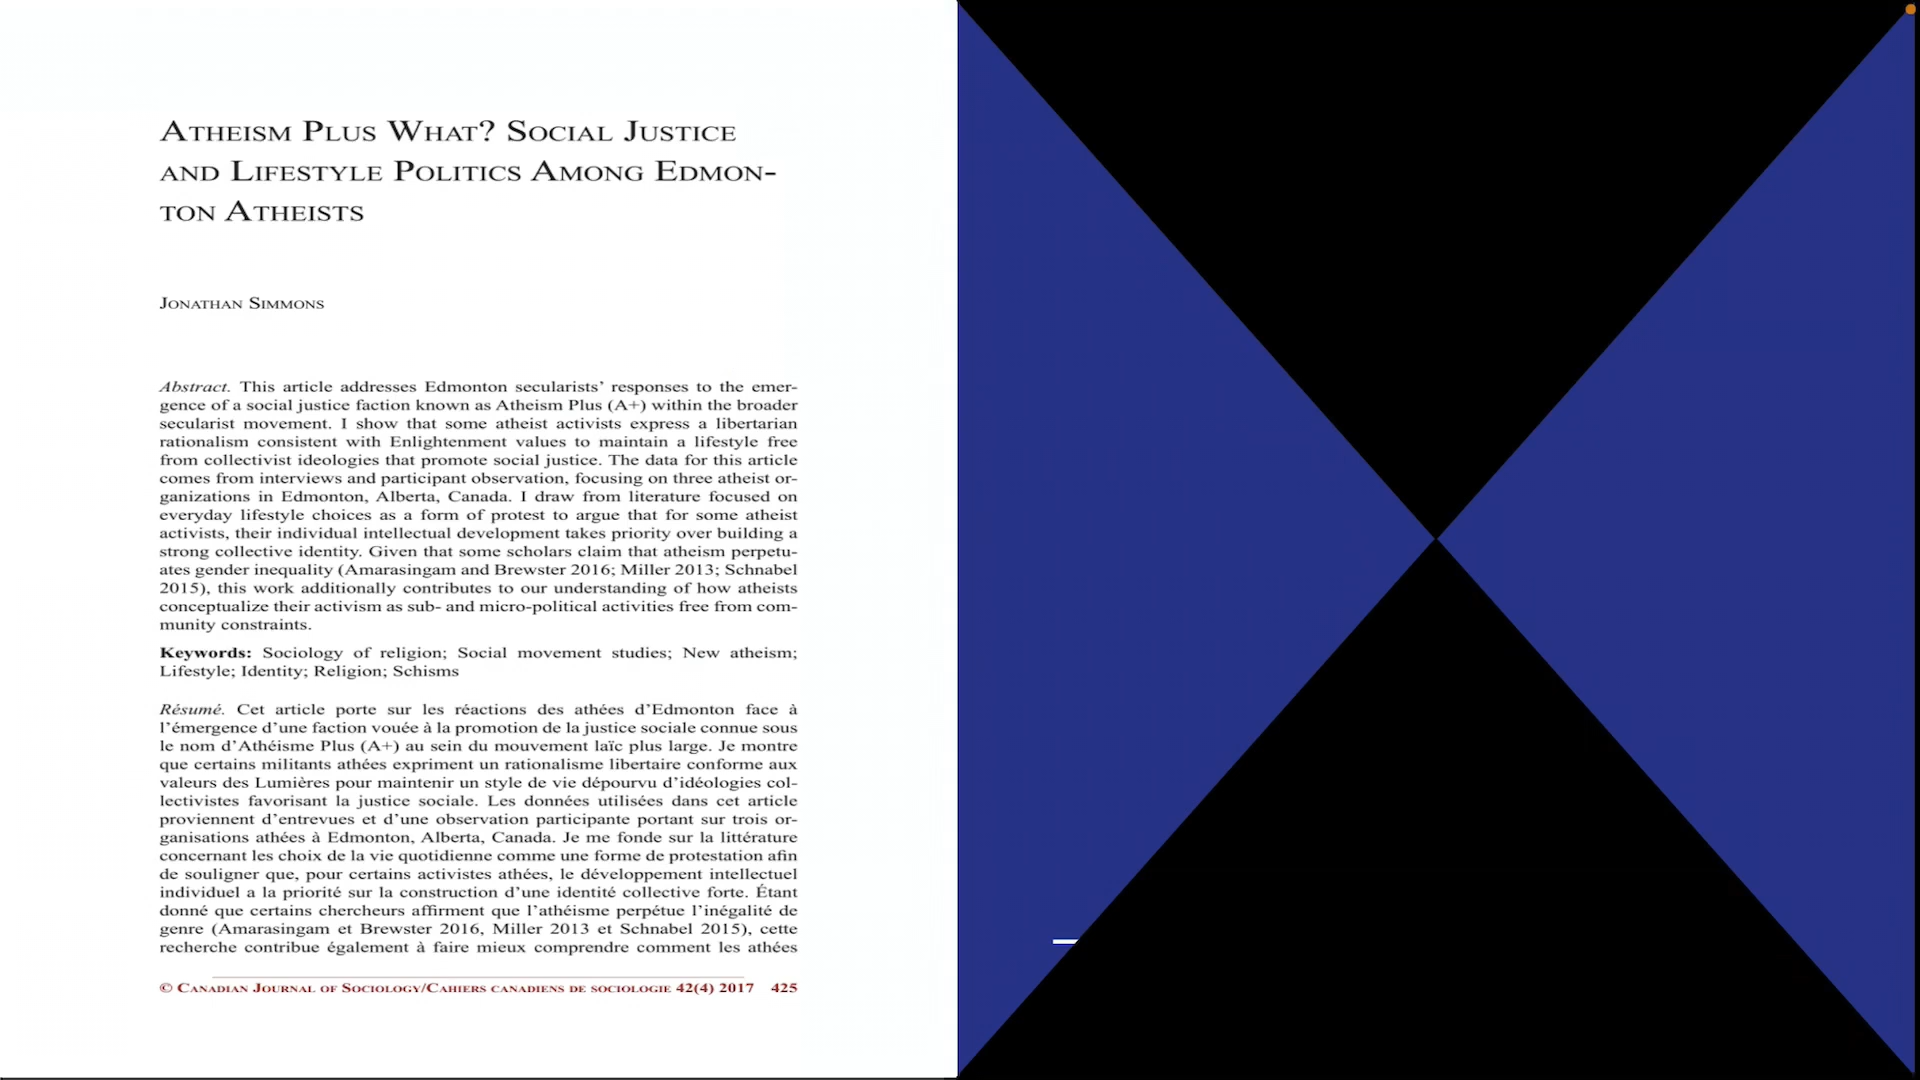 Atheism Plus What? Social Justice
and Lifestyle Politics Among Edmon-
ton Atheists
Jonathan Simmons
Abstract. This article addresses Edmonton secularists’ responses to the emer-
gence of a social justice faction known as Atheism Plus (A+) within the broader
secularist movement. I show that some atheist activists express a libertarian
rationalism consistent with Enlightenment values to maintain a lifestyle free
from collectivist ideologies that promote social justice. The data for this article
comes from interviews and participant observation, focusing on three atheist or-
ganizations in Edmonton, Alberta, Canada. I draw from literature focused on
everyday lifestyle choices as a form of protest to argue that for some atheist
activists, their individual intellectual development takes priority over building a
strong collective identity. Given that some scholars claim that atheism perpetu-
ates gender inequality (Amarasingam and Brewster 2016; Miller 2013; Schnabel
2015), this work additionally contributes to our understanding of how atheists
conceptualize their activism as sub- and micro-political activities free from com-
munity constraints.
Keywords: Sociology of religion; Social movement studies; New atheism;
Lifestyle; Identity; Religion; Schisms
Résumé. Cet article porte sur les réactions des athées d’Edmonton face à
l’émergence d’une faction vouée à la promotion de la justice sociale connue sous
le nom d’Athéisme Plus (A+) au sein du mouvement laïc plus large. Je montre
que certains militants athées expriment un rationalisme libertaire conforme aux
valeurs des Lumières pour maintenir un style de vie dépourvu d’idéologies col-
lectivistes favorisant la justice sociale. Les données utilisées dans cet article
proviennent d’entrevues et d’une observation participante portant sur trois or-
ganisations athées à Edmonton, Alberta, Canada. Je me fonde sur la littérature
concernant les choix de la vie quotidienne comme une forme de protestation afin
de souligner que, pour certains activistes athées, le développement intellectuel
individuel a la priorité sur la construction d’une identité collective forte. Étant
donné que certains chercheurs affirment que l’athéisme perpétue l’inégalité de
genre (Amarasingam et Brewster 2016, Miller 2013 et Schnabel 2015), cette
recherche contribue également à faire mieux comprendre comment les athées
© Canadian Journal of Sociology/Cahiers canadiens de sociologie 42(4) 2017 425